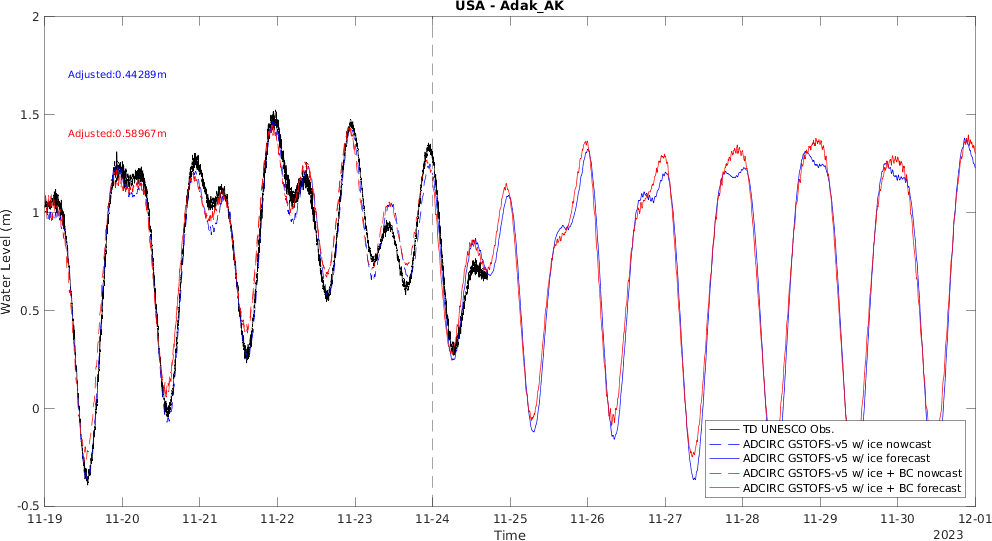 USA - Adak_AK
2
1.5
1
0.5
0
-0.5
Water Level (m)
Adjusted:0.44289m
Adjusted:0.58967m
TD UNESCO Obs.
ADCIRC GSTOFS-v5 w/ ice nowcast
ADCIRC GSTOFS-v5 w/ ice forecast
ADCIRC GSTOFS-v5 w/ ice + BC nowcast
ADCIRC GSTOFS-v5 w/ ice + BC forecast
11-19 11-20 11-21 11-22 11-23 11-24 11-25 11-26 11-27 11-28 11-29 11-30 12-01
Time
2023